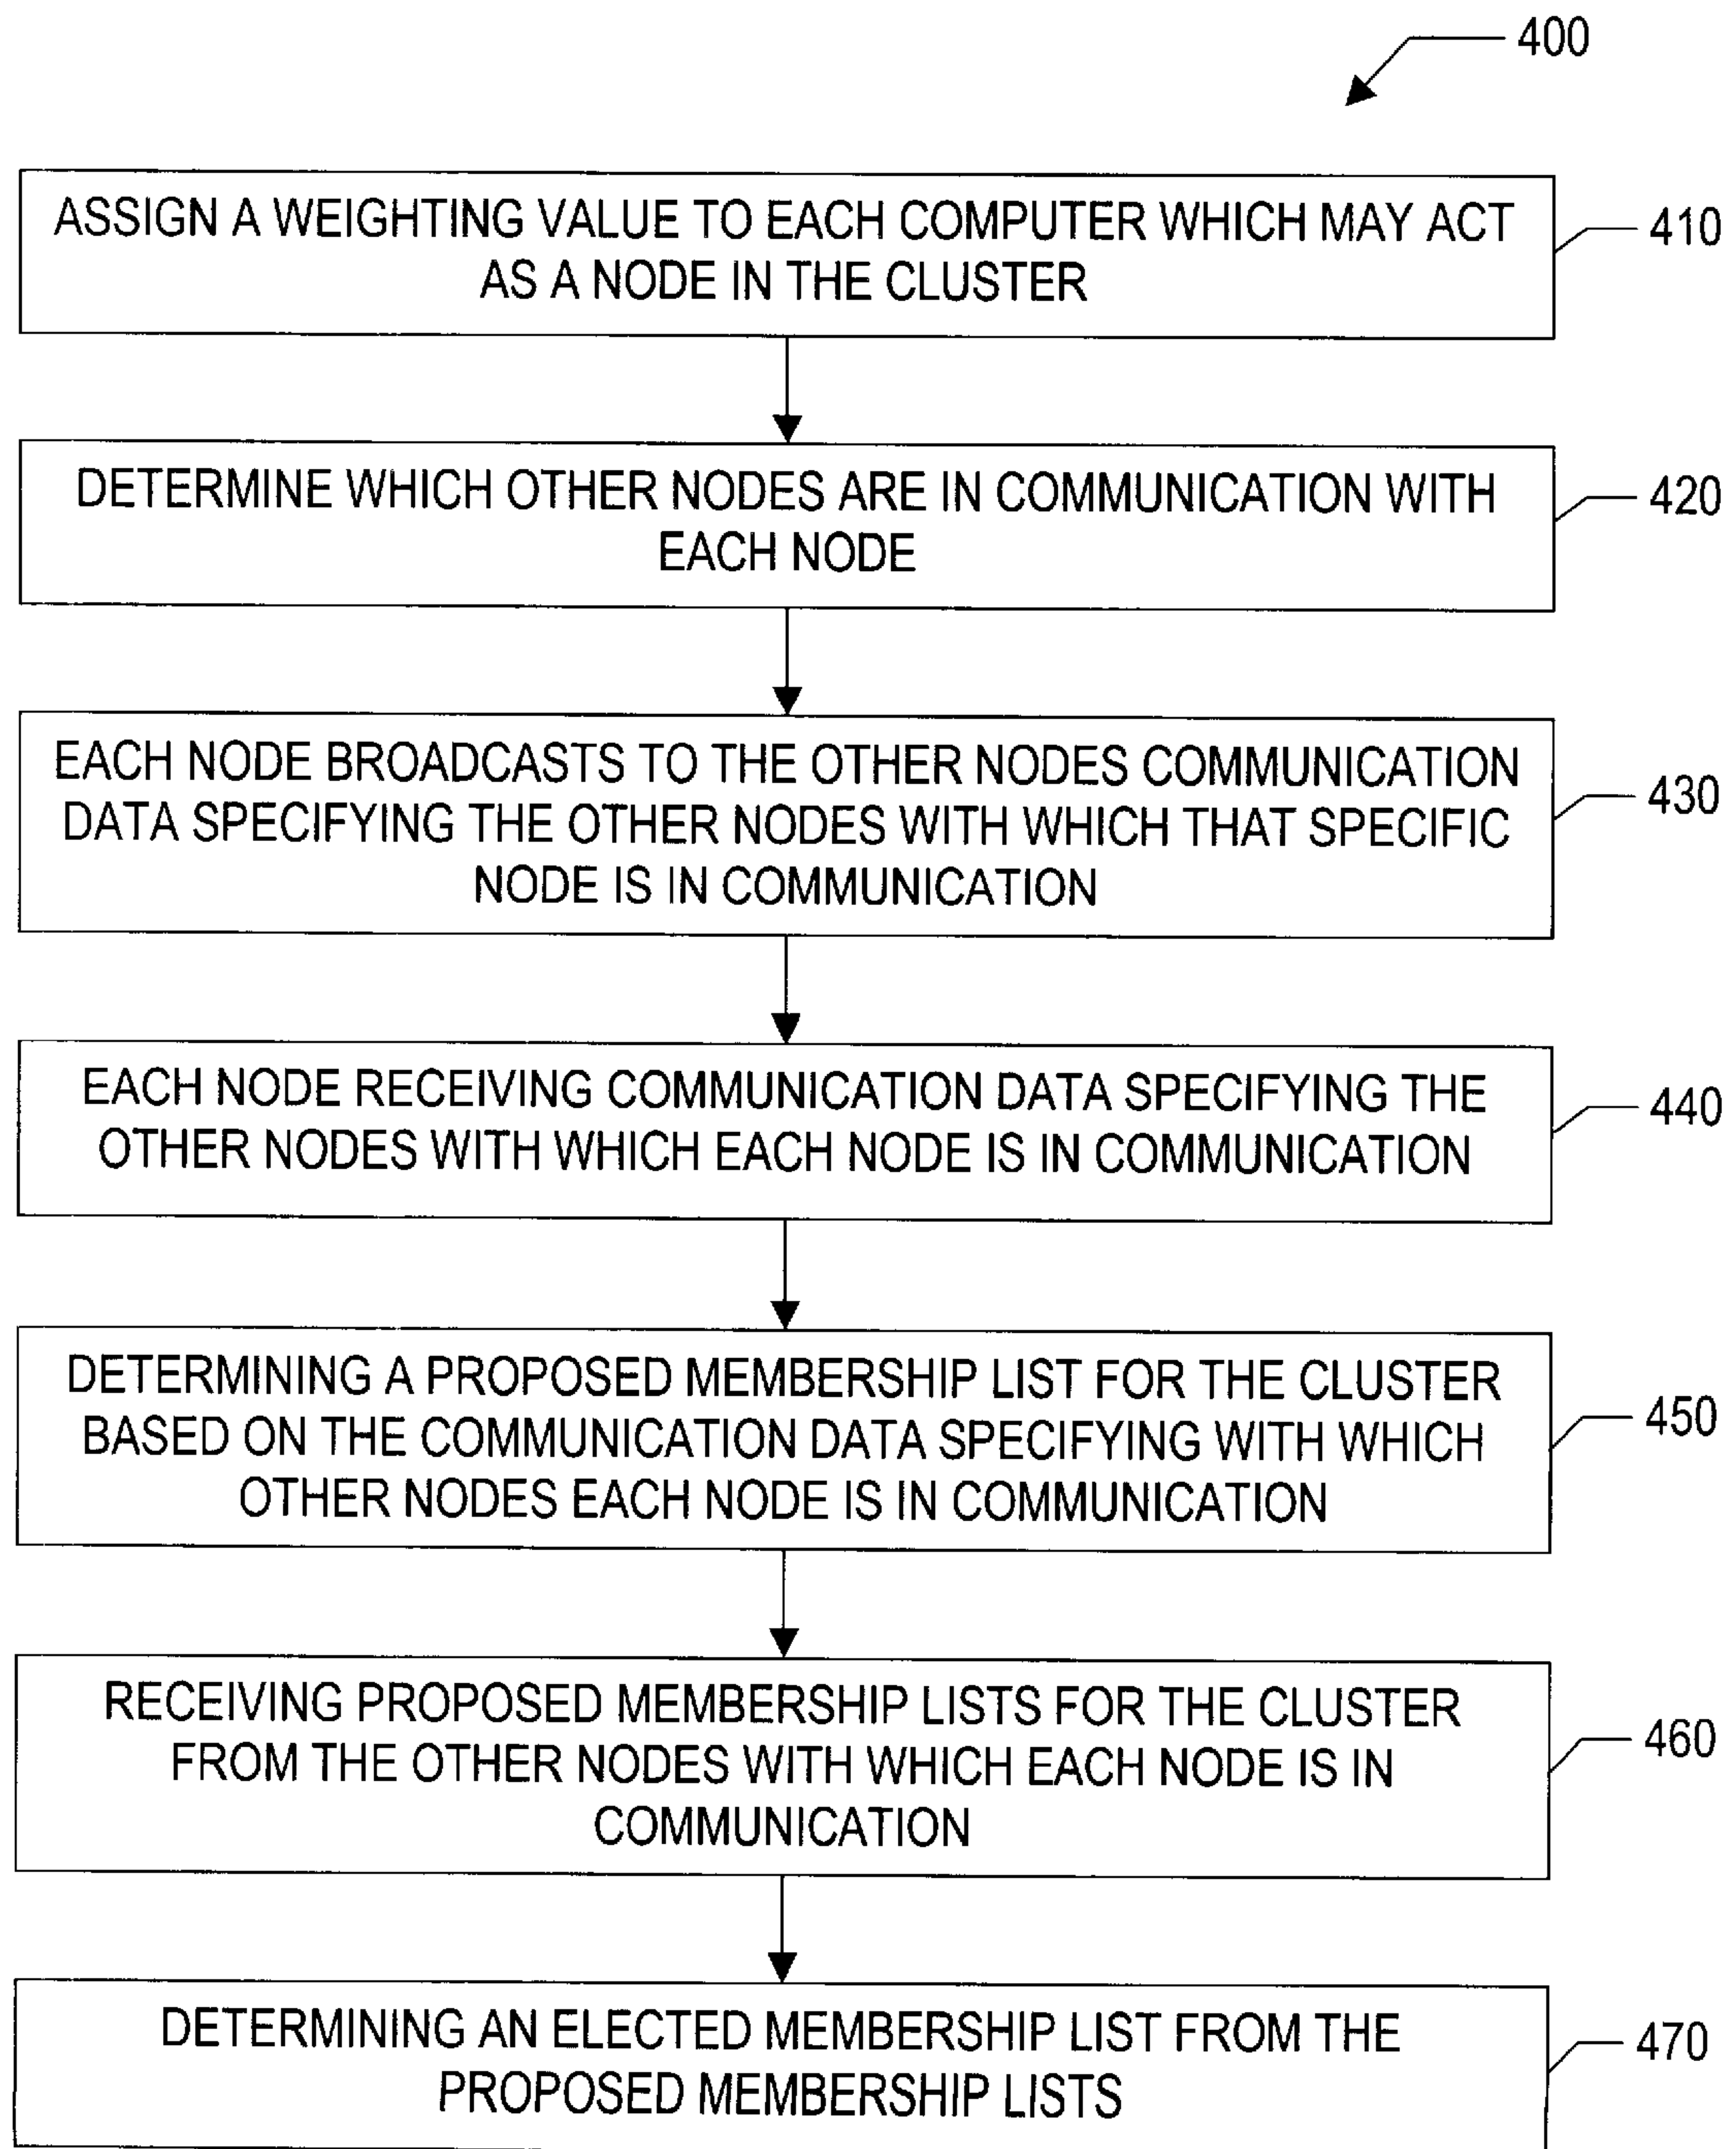 400
ASSIGN A WEIGHTING VALUE TO EACH COMPUTER WHICH MAY ACT
AS A NODE IN THE CLUSTER
410
DETERMINE WHICH OTHER NODES ARE IN COMMUNICATION WITH
EACH NODE
420
EACH NODE BROADCASTS TO THE OTHER NODES COMMUNICATION
DATA SPECIFYING THE OTHER NODES WITH WHICH THAT SPECIFIC
NODE IS IN COMMUNICATION
430
EACH NODE RECEIVING COMMUNICATION DATA SPECIFYING THE
OTHER NODES WITH WHICH EACH NODE IS IN COMMUNICATION
440
DETERMINING A PROPOSED MEMBERSHIP LIST FOR THE CLUSTER
BASED ON THE COMMUNICATION DATA SPECIFYING WITH WHICH
OTHER NODES EACH NODE IS IN COMMUNICATION
450
RECEIVING PROPOSED MEMBERSHIP LISTS FOR THE CLUSTER
FROM THE OTHER NODES WITH WHICH EACH NODE IS IN
COMMUNICATION
460
DETERMINING AN ELECTED MEMBERSHIP LIST FROM THE
PROPOSED MEMBERSHIP LISTS
470